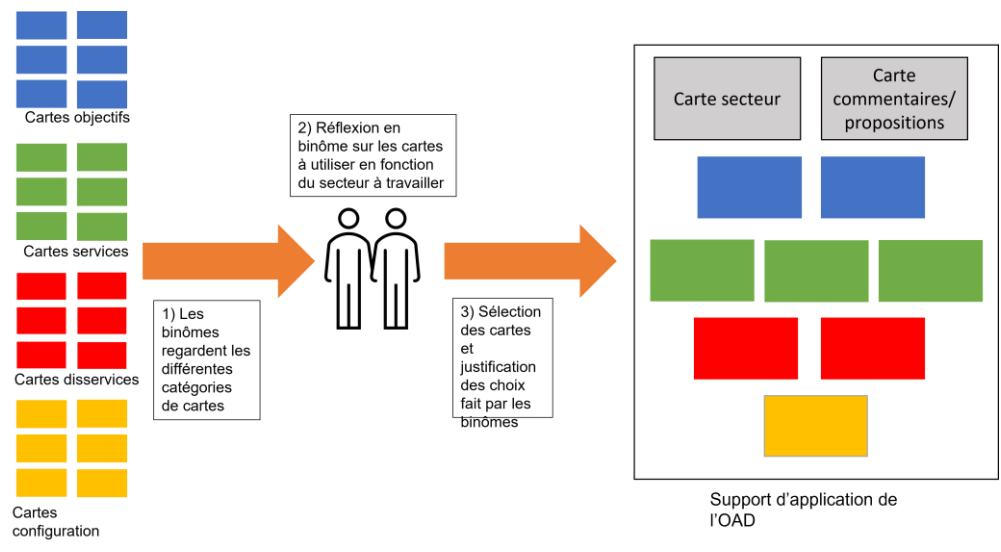 Cartes objectifs
Cartes services
Cartes disservices
Cartes
configuration
1) Les
binômes
regardent les
différentes
catégories
de cartes
2) Réflexion en
binôme sur les cartes
à utiliser en fonction
du secteur à travailler
3) Sélection
des cartes
et
justification
des choix
fait par les
binômes
Carte secteur
Carte
commentaires/
propositions
Support d’application de
l’OAD